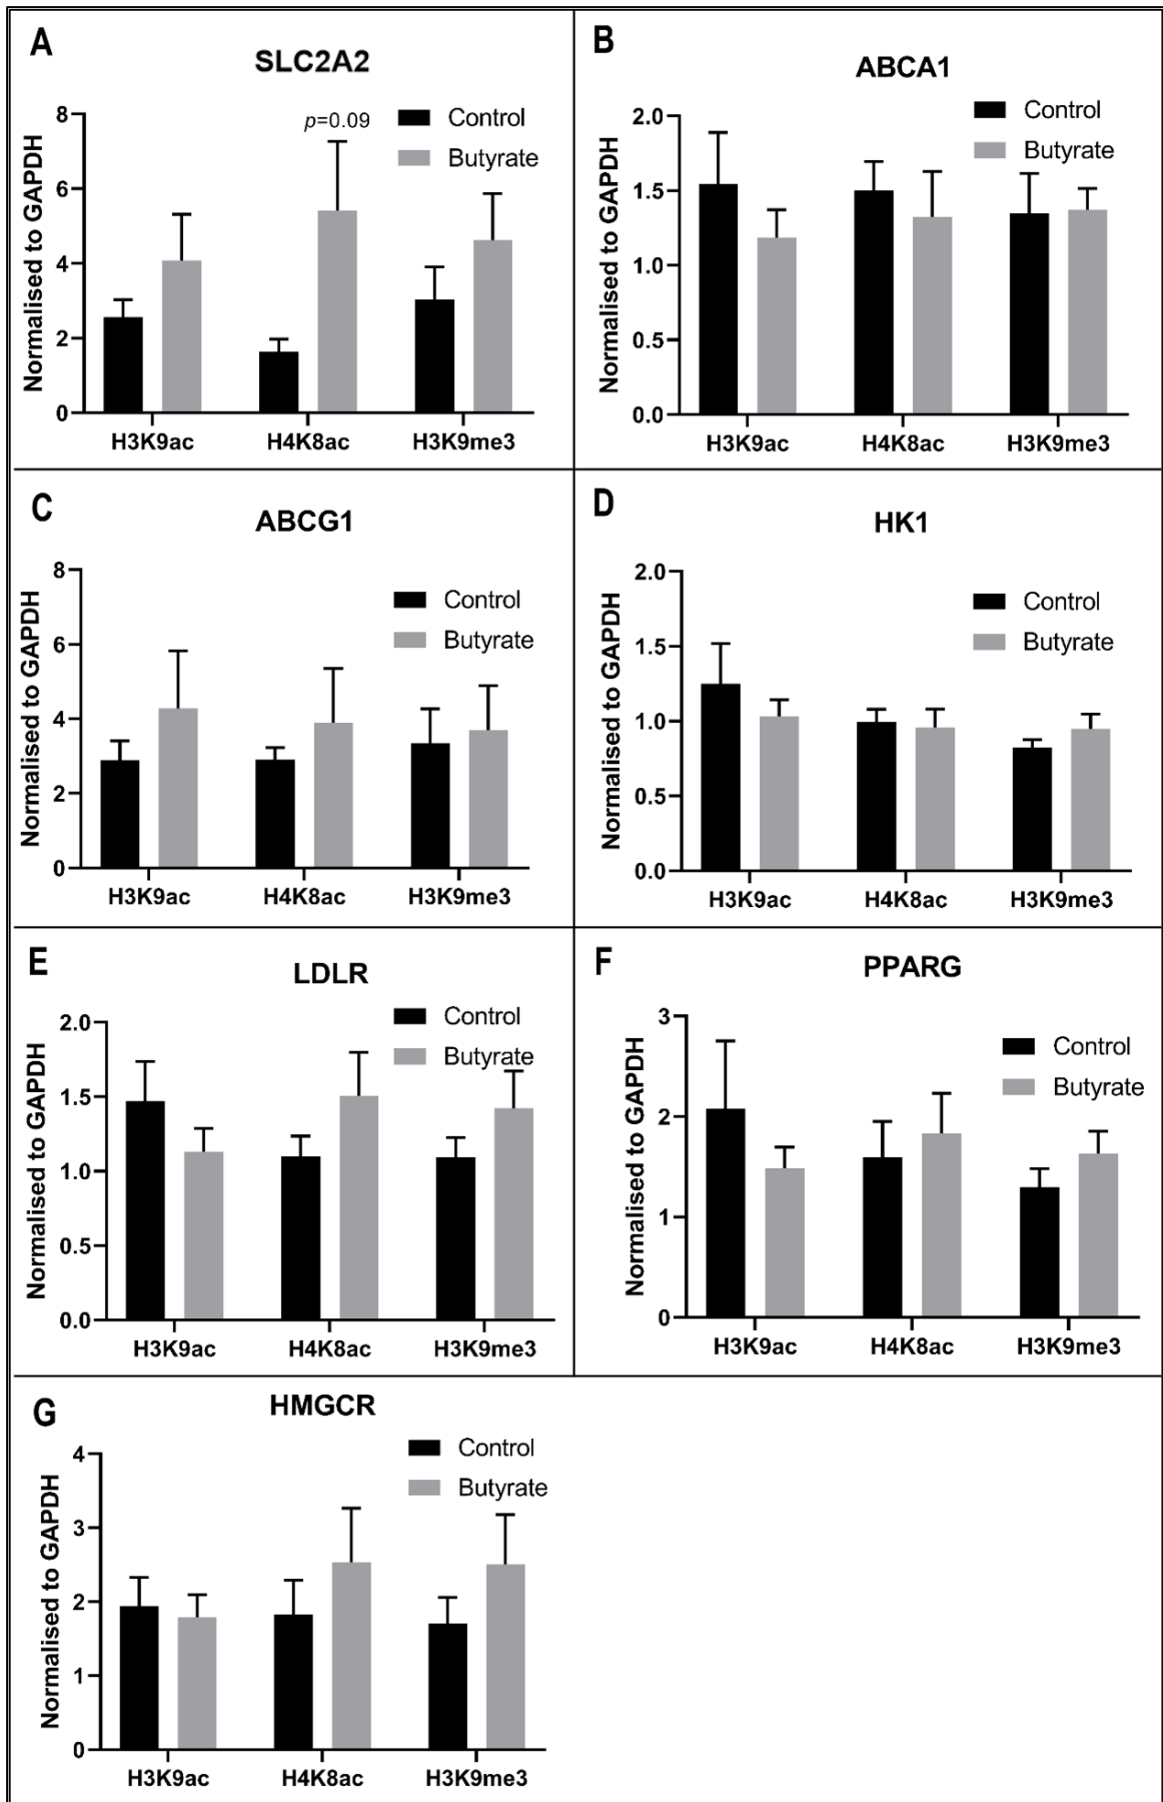 A
SLC2A2
p=0.09
Control
Butyrate
Normalised to GAPDH
8
6
4
2
0
H3K9ac
H4K8ac
H3K9me3
B
ABCA1
Control
Butyrate
Normalised to GAPDH
2.0
1.5
1.0
0.5
0.0
H3K9ac
H4K8ac
H3K9me3
C
ABCG1
Control
Butyrate
Normalised to GAPDH
8
6
4
2
0
H3K9ac
H4K8ac
H3K9me3
D
HK1
Control
Butyrate
Normalised to GAPDH
2.0
1.5
1.0
0.5
0.0
H3K9ac
H4K8ac
H3K9me3
E
LDLR
Control
Butyrate
Normalised to GAPDH
2.0
1.5
1.0
0.5
0.0
H3K9ac
H4K8ac
H3K9me3
F
PPARG
Control
Butyrate
Normalised to GAPDH
3
2
1
0
H3K9ac
H4K8ac
H3K9me3
G
HMGCR
Control
Butyrate
Normalised to GAPDH
4
3
2
1
0
H3K9ac
H4K8ac
H3K9me3